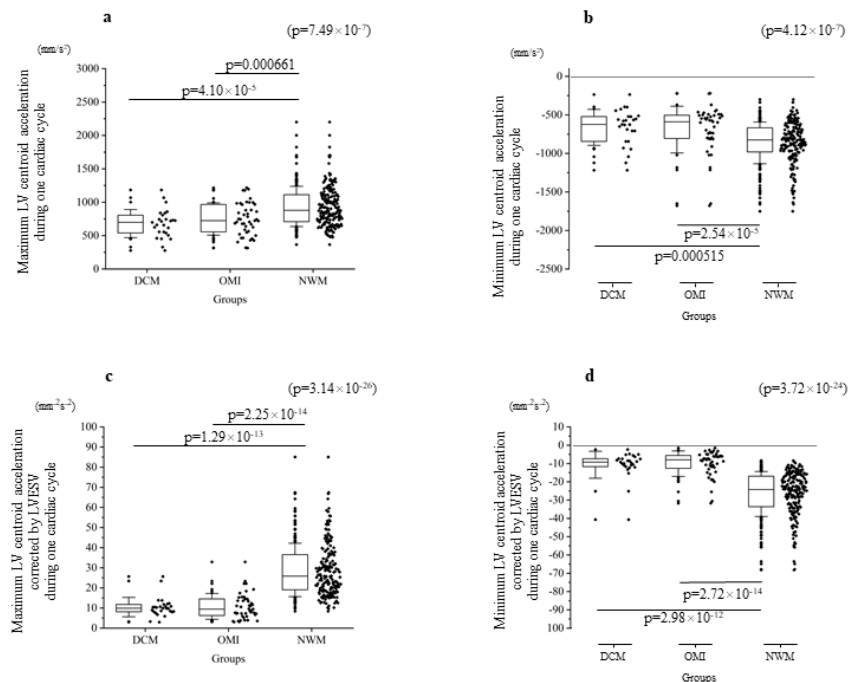 a
(p=7.49×10⁻⁷)
(mm/s²)
p=0.000661
p=4.10×10⁻⁵
3000
2500
2000
1500
1000
500
0
Maximum LV centroid acceleration
during one cardiac cycle
DCM OMI NWM
Groups
b
(p=4.12×10⁻⁷)
(mm/s²)
0
-500
-1000
-1500
-2000
-2500
Minimum LV centroid acceleration
during one cardiac cycle
p=2.54×10⁻⁵
p=0.000515
DCM OMI NWM
Groups
c
(p=3.14×10⁻²⁶)
(mm⁻²s⁻²)
p=2.25×10⁻¹⁴
p=1.29×10⁻¹³
100
90
80
70
60
50
40
30
20
10
0
Maximum LV centroid acceleration
corrected by LVESV
during one cardiac cycle
DCM OMI NWM
Groups
d
(p=3.72×10⁻²⁴)
(mm⁻²s⁻²)
0
-10
-20
-30
-40
-50
-60
-70
-80
-90
100
Minimum LV centroid acceleration
corrected by LVESV
during one cardiac cycle
p=2.72×10⁻¹⁴
p=2.98×10⁻¹²
DCM OMI NWM
Groups